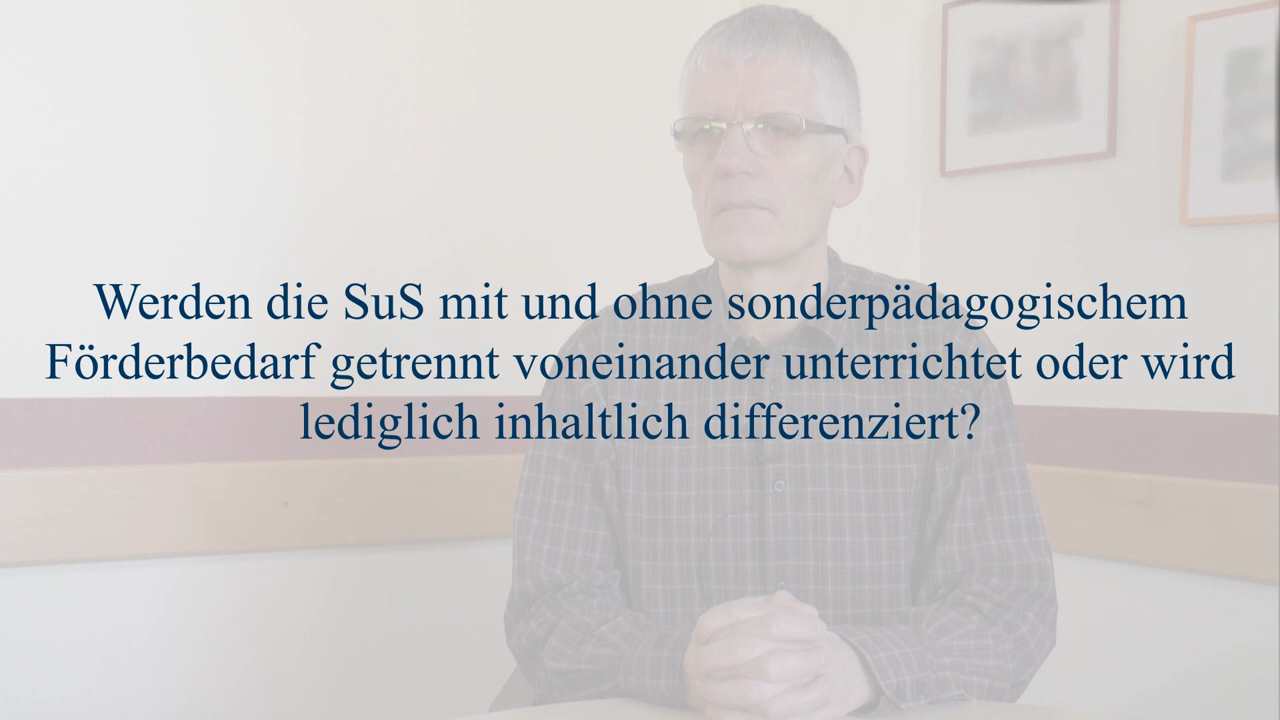 Werden die SuS mit und ohne sonderpädagogischem
Förderbedarf getrennt voneinander unterrichtet oder wird
lediglich inhaltlich differenziert?